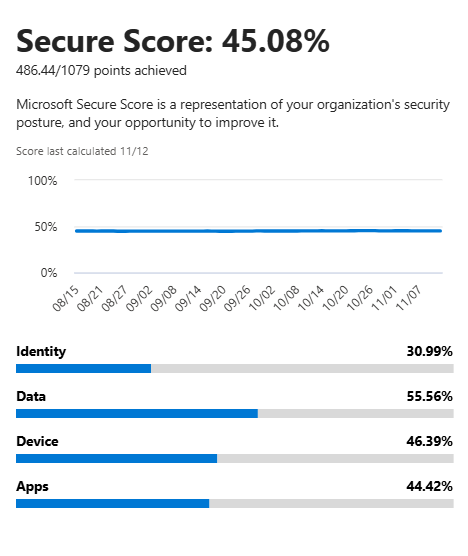 Secure Score: 45.08%
486.44/1079 points achieved
Microsoft Secure Score is a representation of your organization's security
posture, and your opportunity to improve it.
Score last calculated 11/12
100%
50%
0%
08/15 08/21 08/27 09/02 09/08 09/14 09/20 09/26 10/02 10/08 10/14 10/20 10/26 11/01 11/07
Identity 30.99%
Data 55.56%
Device 46.39%
Apps 44.42%